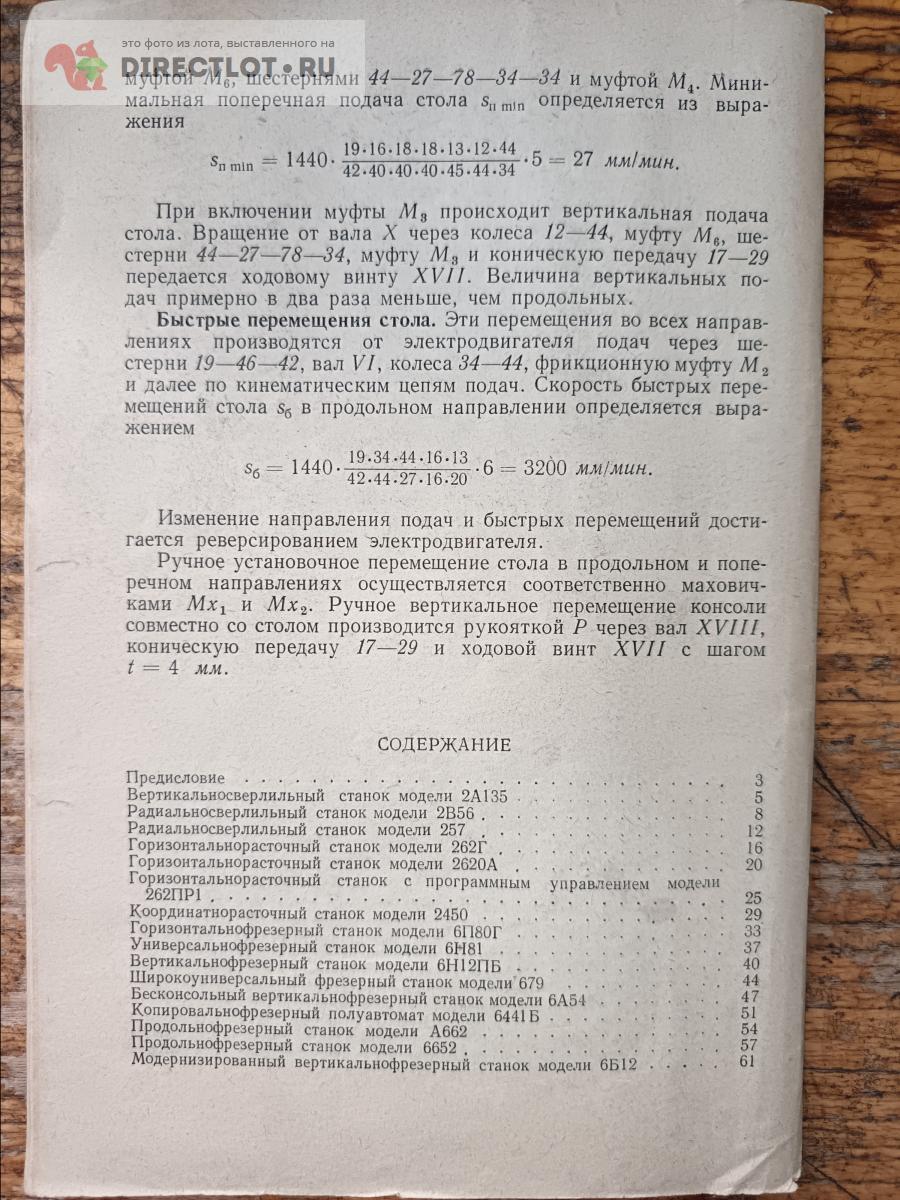 это фото из лота, выставленного на
DIRECTLOT.RU
муфтой М₆, шестернями 44—27—78—34—34 и муфтой М₄. Мини-
мальная поперечная подача стола sп min определяется из выра-
жения
sп min = 1440 · 19·16·18·18·13·12·44 / 42·40·40·40·45·44·34 · 5 = 27 мм/мин.
При включении муфты М₃ происходит вертикальная подача
стола. Вращение от вала X через колеса 12—44, муфту М₆, ше-
стерни 44—27—78—34, муфту М₃ и коническую передачу 17—29
передается ходовому винту XVII. Величина вертикальных по-
дач примерно в два раза меньше, чем продольных.
Быстрые перемещения стола. Эти перемещения во всех направ-
лениях производятся от электродвигателя подач через ше-
стерни 19—46—42, вал VI, колеса 34—44, фрикционную муфту М₂
и далее по кинематическим цепям подач. Скорость быстрых пере-
мещений стола sб в продольном направлении определяется выра-
жением
sб = 1440 · 19·34·44·16·13 / 42·44·27·16·20 · 6 = 3200 мм/мин.
Изменение направления подач и быстрых перемещений дости-
гается реверсированием электродвигателя.
Ручное установочное перемещение стола в продольном и попе-
речном направлениях осуществляется соответственно махович-
ками Мх₁ и Мх₂. Ручное вертикальное перемещение консоли
совместно со столом производится рукояткой Р через вал XVIII,
коническую передачу 17—29 и ходовой винт XVII с шагом
t = 4 мм.
СОДЕРЖАНИЕ
Предисловие . . . . . 3
Вертикальносверлильный станок модели 2А135 . . . . . 5
Радиальносверлильный станок модели 2В56 . . . . . 8
Радиальносверлильный станок модели 257 . . . . . 12
Горизонтальнорасточный станок модели 262Г . . . . . 16
Горизонтальнорасточный станок модели 2620А . . . . . 20
Горизонтальнорасточный станок с программным управлением модели
262ПР1 . . . . . 25
Координатнорасточный станок модели 2450 . . . . . 29
Горизонтальнофрезерный станок модели 6П80Г . . . . . 33
Универсальнофрезерный станок модели 6Н81 . . . . . 37
Вертикальнофрезерный станок модели 6Н12ПБ . . . . . 40
Широкоуниверсальный фрезерный станок модели 679 . . . . . 44
Бесконсольный вертикальнофрезерный станок модели 6А54 . . . . . 47
Копировальнофрезерный полуавтомат модели 6441Б . . . . . 51
Продольнофрезерный станок модели А662 . . . . . 54
Продольнофрезерный станок модели 6652 . . . . . 57
Модернизированный вертикальнофрезерный станок модели 6Б12 . . . . . 61